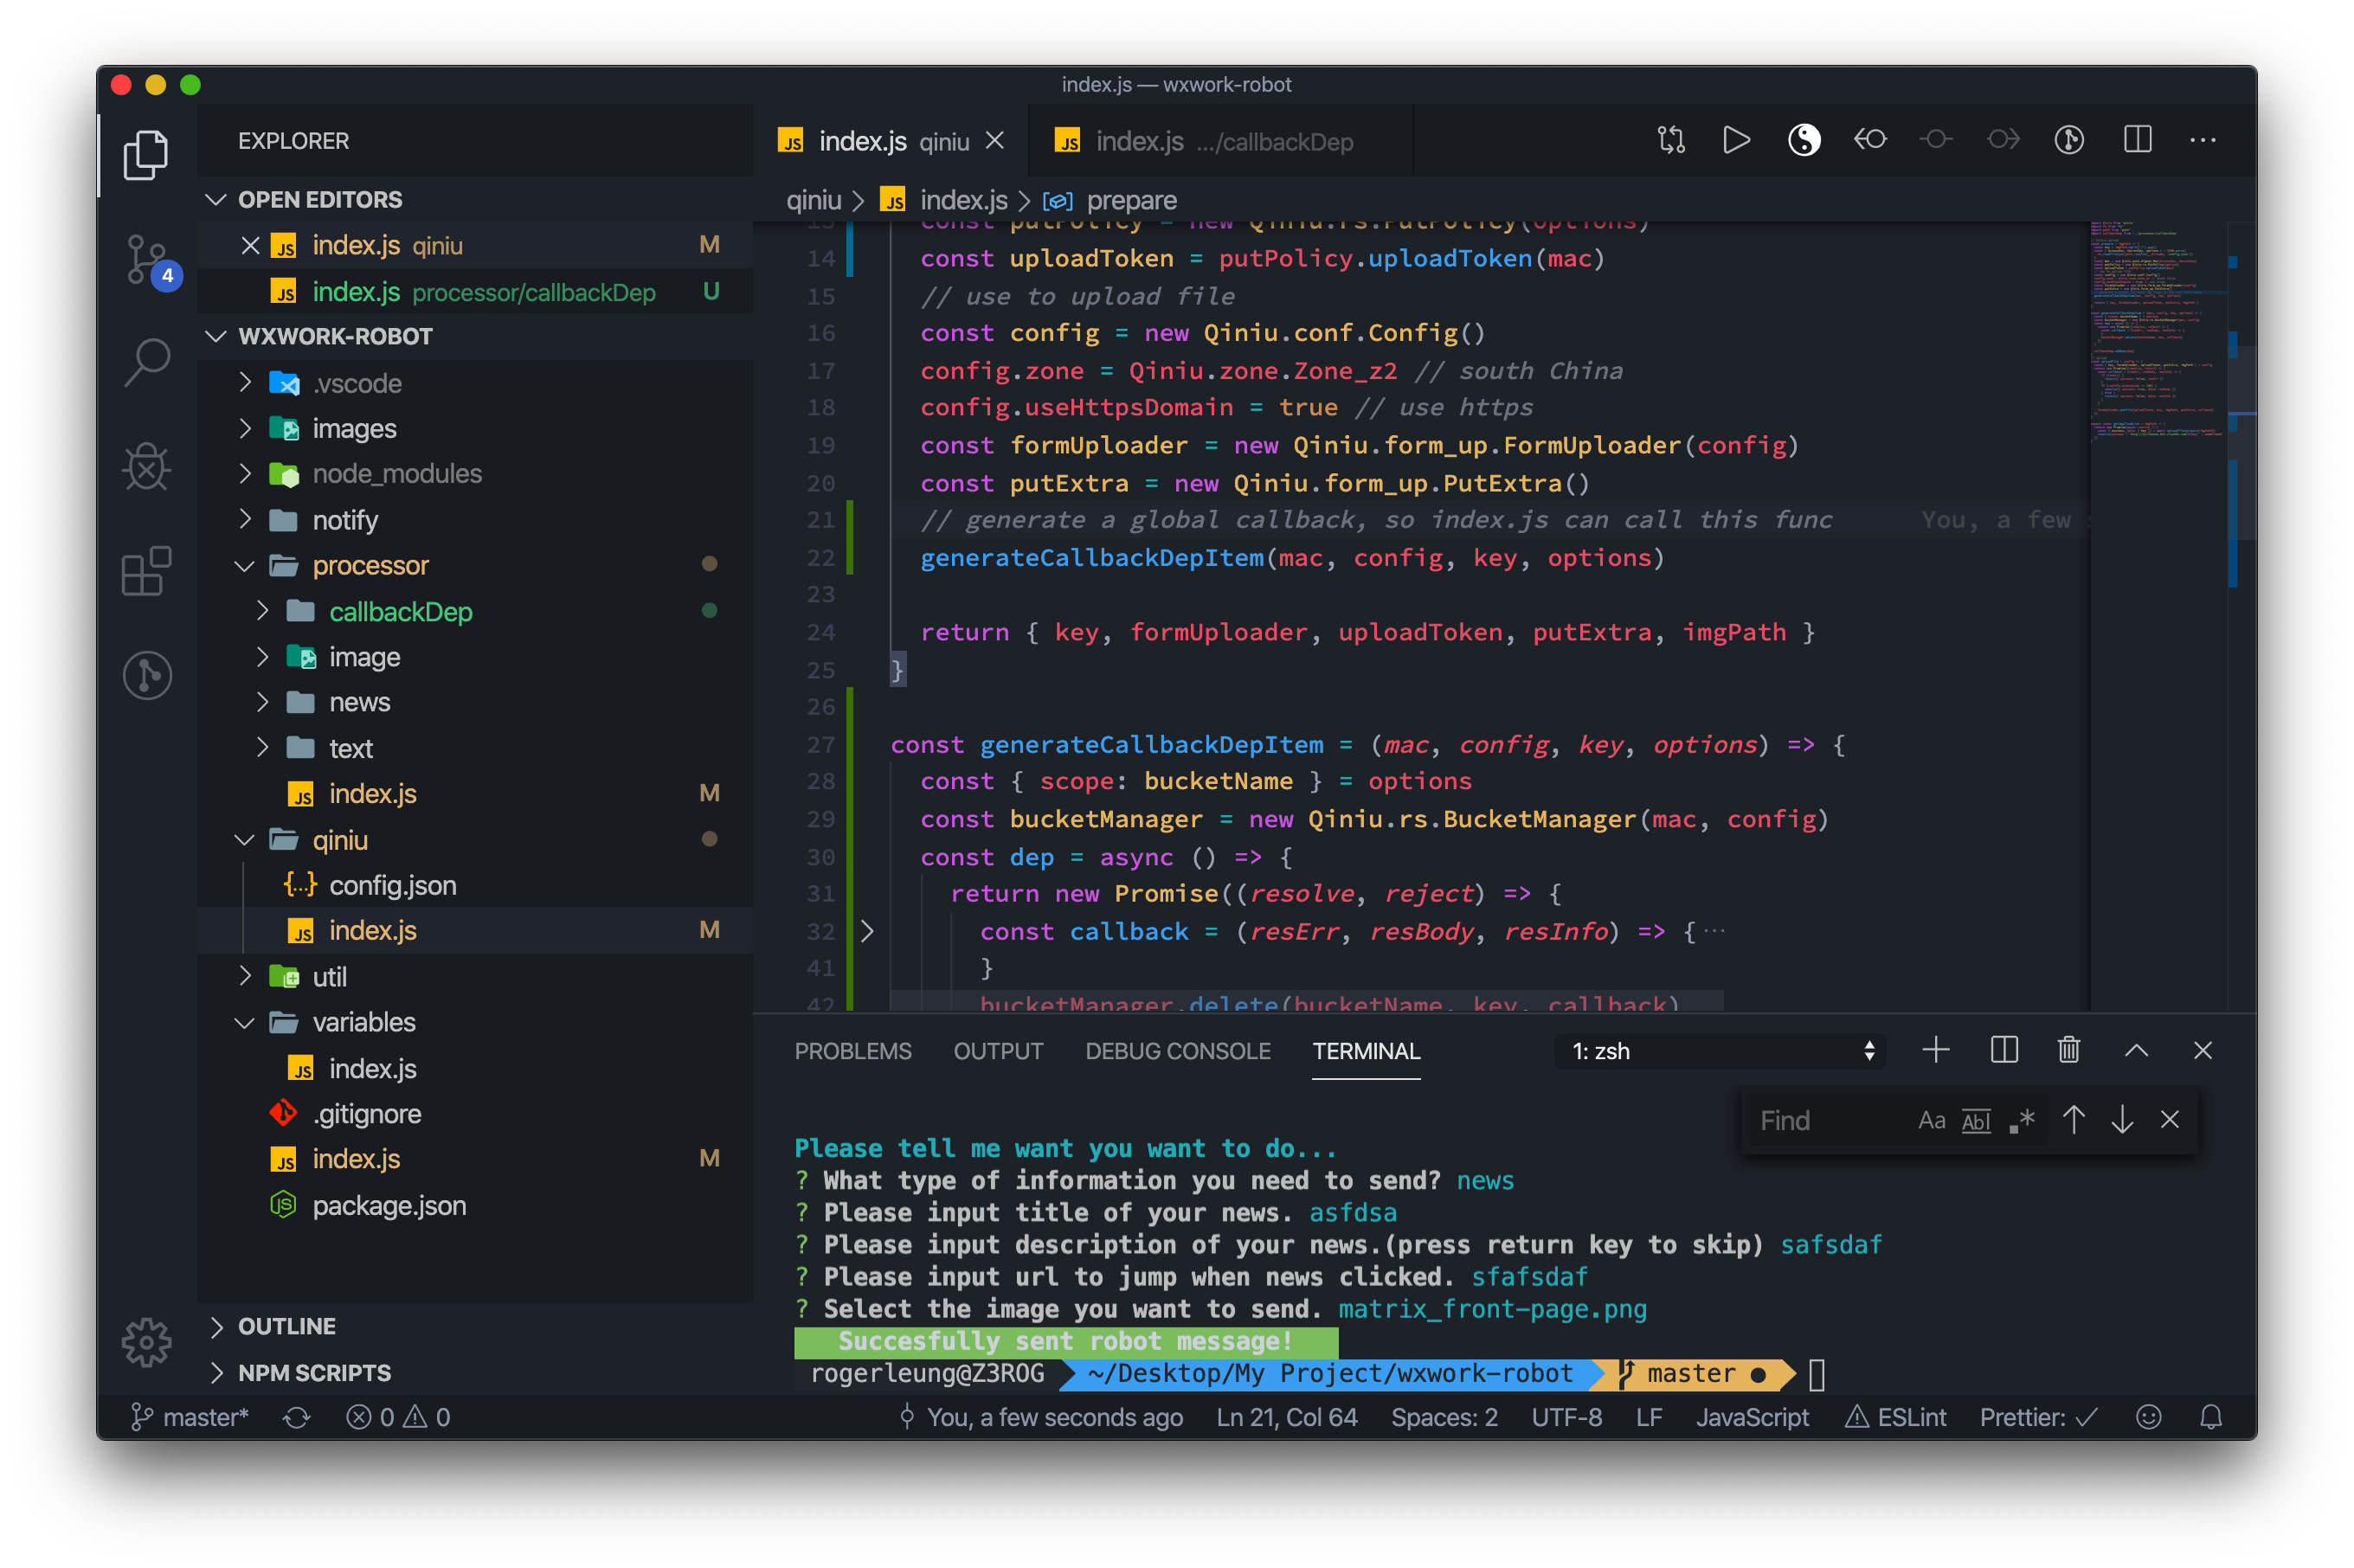 index.js — wxwork-robot
EXPLORER
OPEN EDITORS
index.js qiniu M
index.js processor/callbackDep U
WXWORK-ROBOT
.vscode
images
node_modules
notify
processor
callbackDep
image
news
text
index.js M
qiniu
config.json
index.js M
util
variables
index.js
.gitignore
index.js M
package.json
OUTLINE
NPM SCRIPTS
4
index.js qiniu
index.js .../callbackDep
qiniu > index.js > prepare
13 const putPolicy = new Qiniu.rs.PutPolicy(options)
14 const uploadToken = putPolicy.uploadToken(mac)
15 // use to upload file
16 const config = new Qiniu.conf.Config()
17 config.zone = Qiniu.zone.Zone_z2 // south China
18 config.useHttpsDomain = true // use https
19 const formUploader = new Qiniu.form_up.FormUploader(config)
20 const putExtra = new Qiniu.form_up.PutExtra()
21 // generate a global callback, so index.js can call this func You, a few s
22 generateCallbackDepItem(mac, config, key, options)
23
24 return { key, formUploader, uploadToken, putExtra, imgPath }
25 }
26
27 const generateCallbackDepItem = (mac, config, key, options) => {
28 const { scope: bucketName } = options
29 const bucketManager = new Qiniu.rs.BucketManager(mac, config)
30 const dep = async () => {
31 return new Promise((resolve, reject) => {
32 const callback = (resErr, resBody, resInfo) => {···
41 }
42 bucketManager.delete(bucketName, key, callback)
PROBLEMS OUTPUT DEBUG CONSOLE TERMINAL 1: zsh
Find Aa Abl .*
Please tell me want you want to do...
? What type of information you need to send? news
? Please input title of your news. asfdsa
? Please input description of your news.(press return key to skip) safsdaf
? Please input url to jump when news clicked. sfafsdaf
? Select the image you want to send. matrix_front-page.png
Succesfully sent robot message!
rogerleung@Z3ROG ~/Desktop/My Project/wxwork-robot master ●
master* 0 0 You, a few seconds ago Ln 21, Col 64 Spaces: 2 UTF-8 LF JavaScript ESLint Prettier: ✓